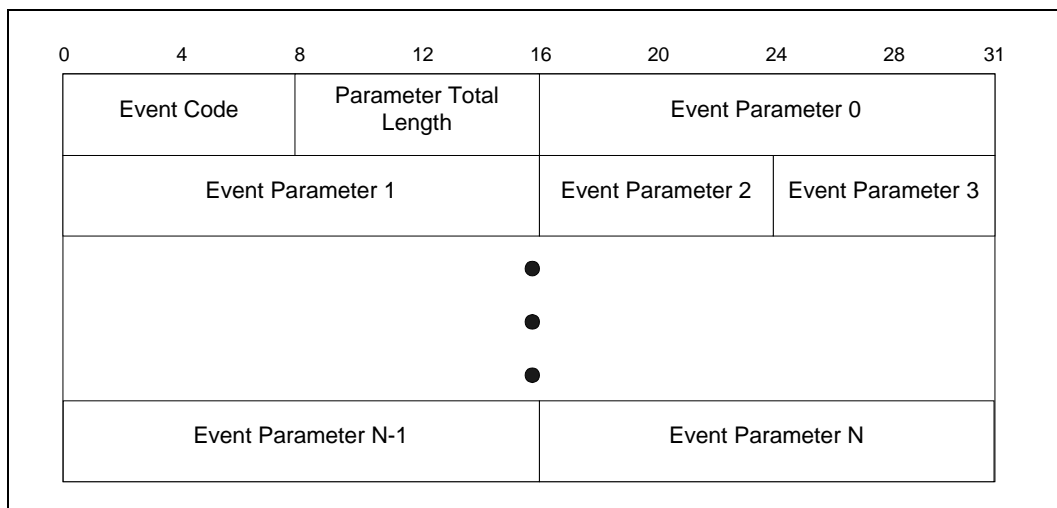 0 4 8 12 16 20 24 28 31
Event Code
Parameter Total
Length
Event Parameter 0
Event Parameter 1
Event Parameter 2
Event Parameter 3
Event Parameter N-1
Event Parameter N